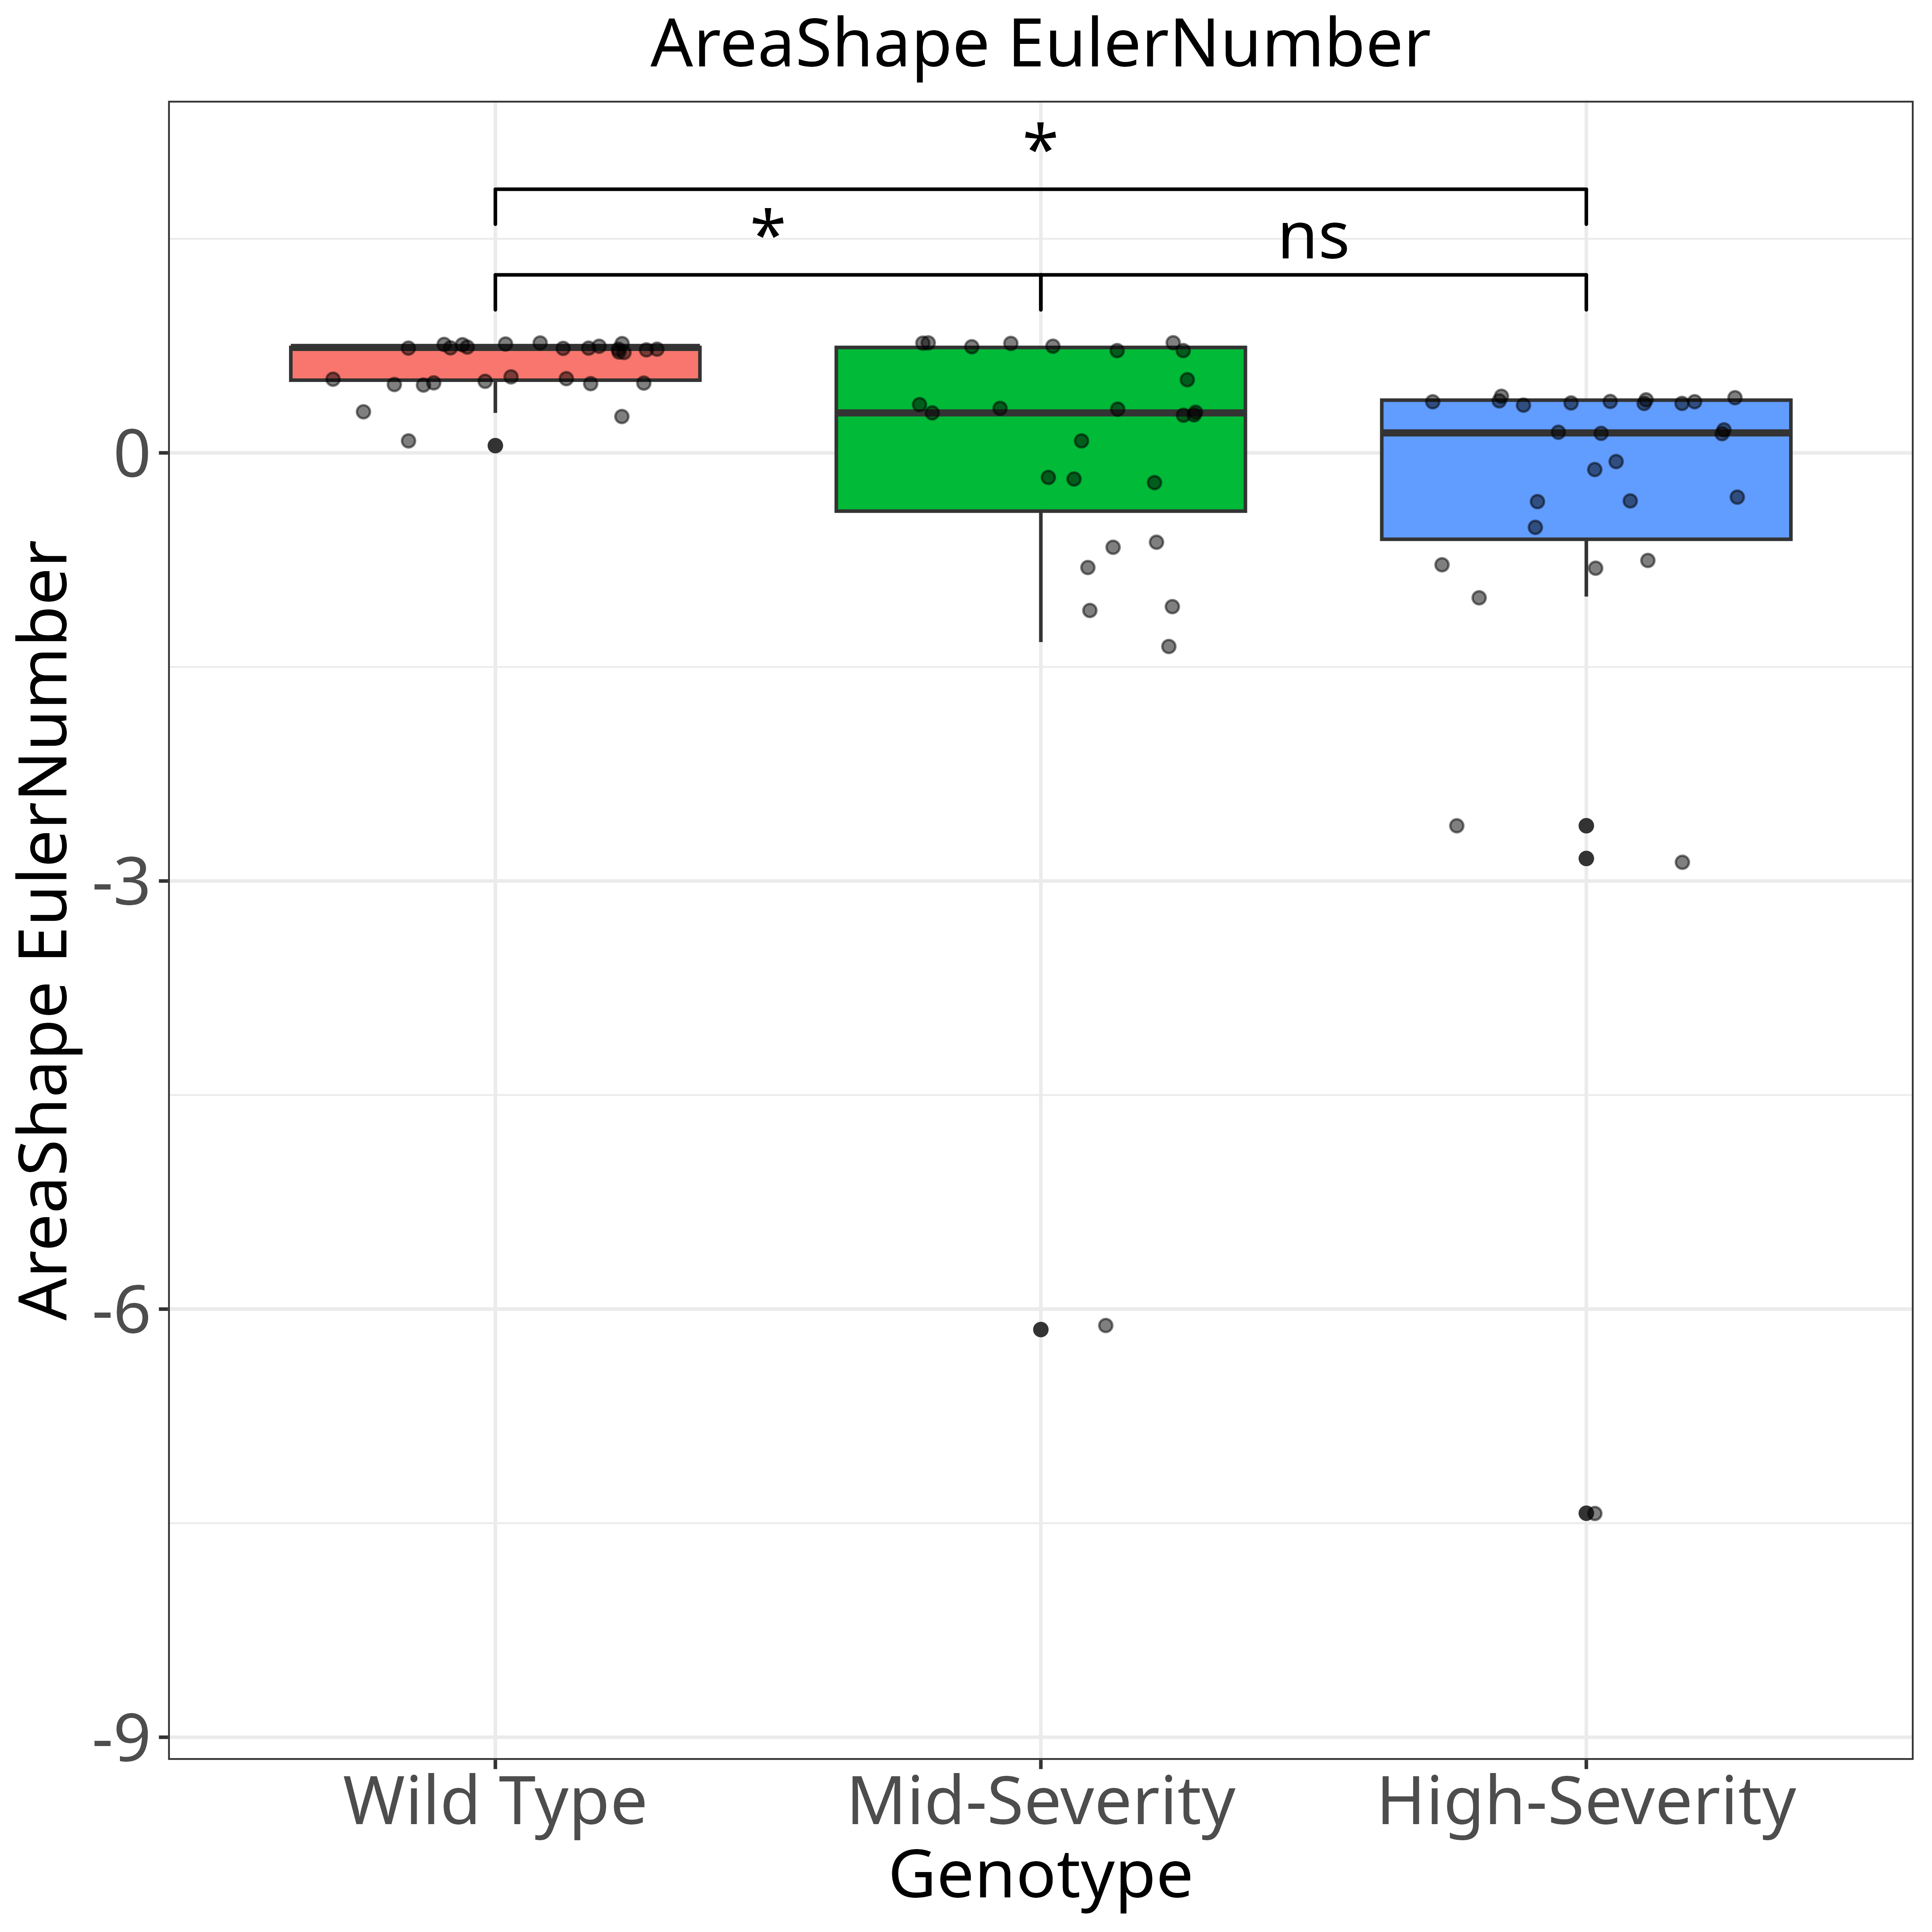 AreaShape EulerNumber
*
*
ns
0
-3
-6
-9
AreaShape EulerNumber
Wild Type
Mid-Severity
High-Severity
Genotype